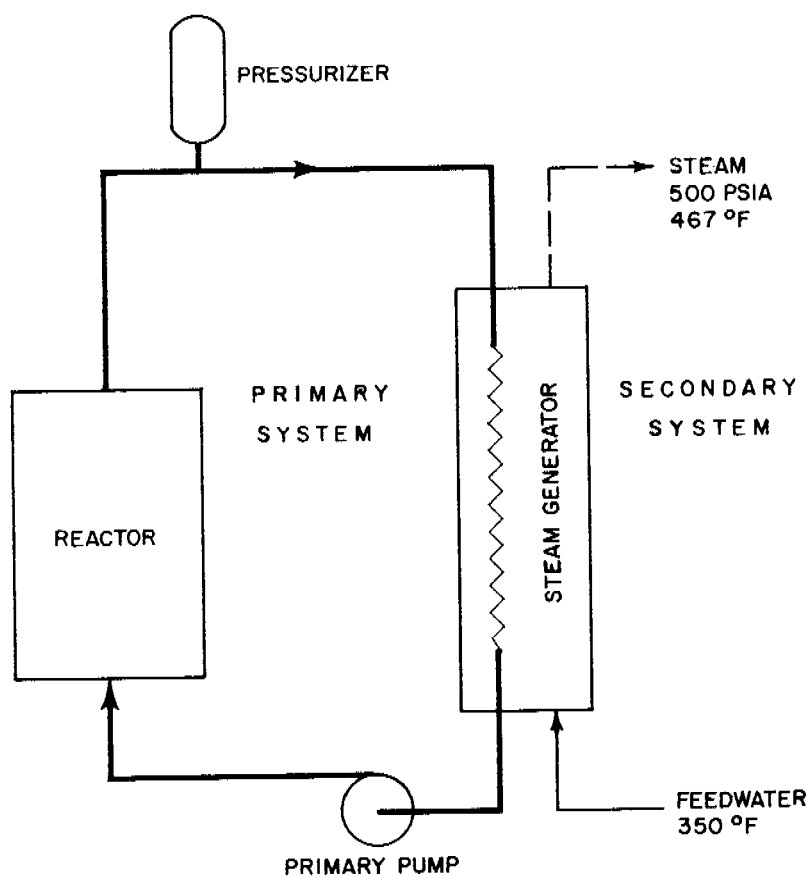 PRESSURIZER
STEAM
500 PSIA
467 °F
PRIMARY
SYSTEM
SECONDARY
SYSTEM
REACTOR
STEAM GENERATOR
FEEDWATER
350 °F
PRIMARY PUMP